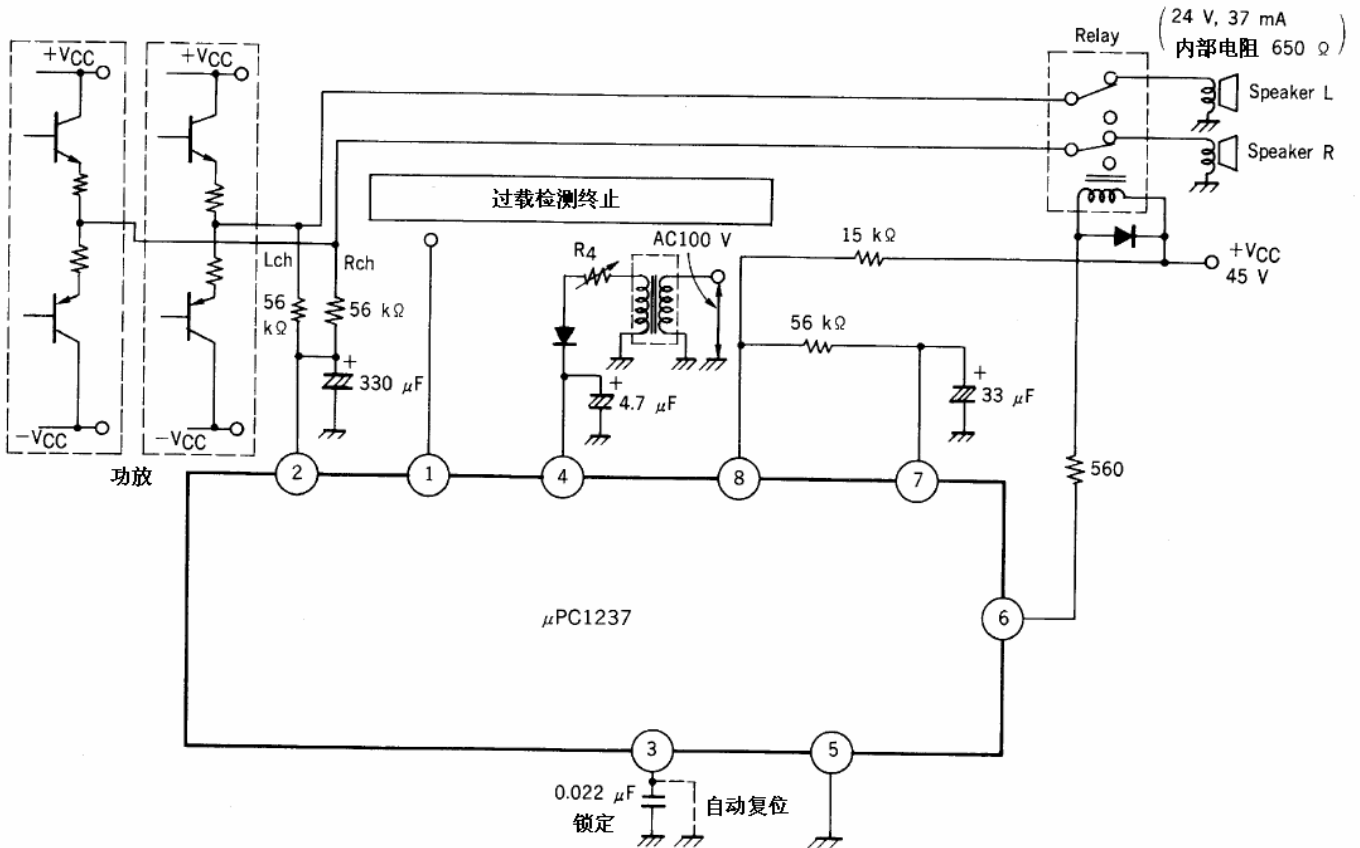 +VCC
+VCC
Relay
(24 V, 37 mA
内部电阻 650 Ω)
Speaker L
Speaker R
过载检测终止
AC100 V
R4
15 kΩ
+VCC
45 V
Lch
Rch
56 kΩ
56 kΩ
56 kΩ
+
330 μF
+
4.7 μF
+
33 μF
−VCC
−VCC
功放
560
2
1
4
8
7
6
μPC1237
3
5
0.022 μF
锁定
自动复位